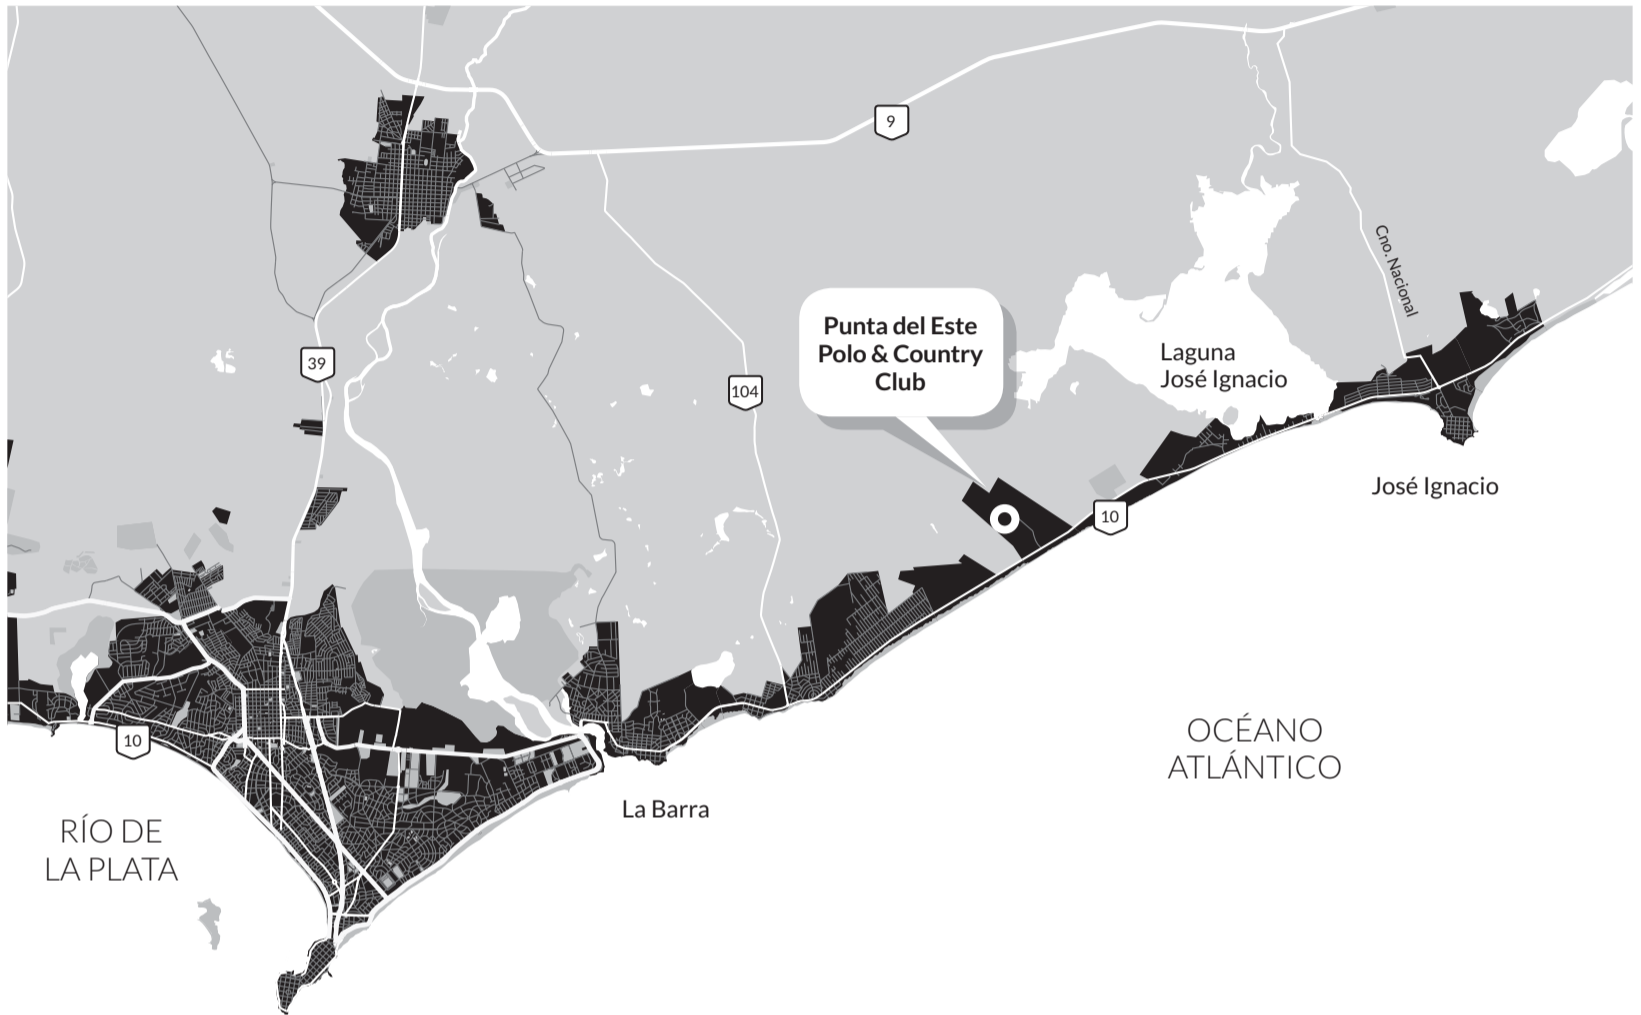 9
Cno. Nacional
Punta del Este
Polo & Country
Club
Laguna
José Ignacio
39
104
José Ignacio
10
OCÉANO
ATLÁNTICO
10
La Barra
RÍO DE
LA PLATA